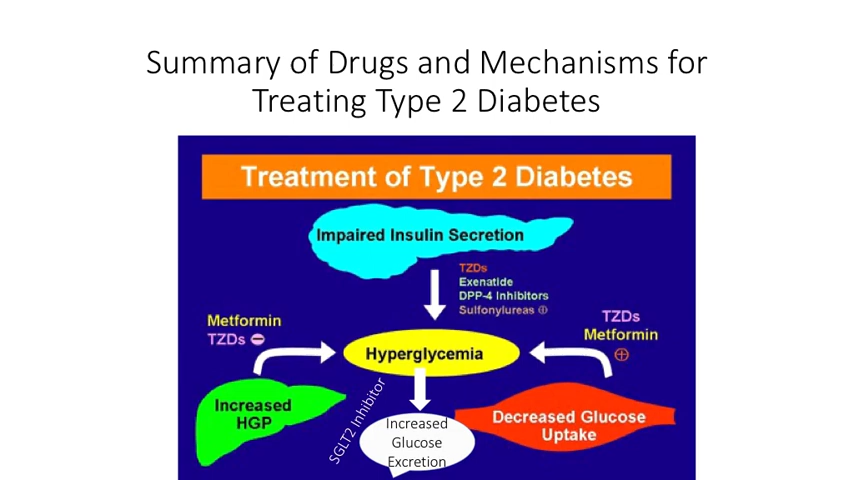 Summary of Drugs and Mechanisms for
Treating Type 2 Diabetes
Treatment of Type 2 Diabetes
Impaired Insulin Secretion
TZDs
Exenatide
DPP-4 Inhibitors
Sulfonylureas
Metformin
TZDs
TZDs
Metformin
Hyperglycemia
Increased
HGP
SGLT2 Inhibitor
Increased
Glucose
Excretion
Decreased Glucose
Uptake